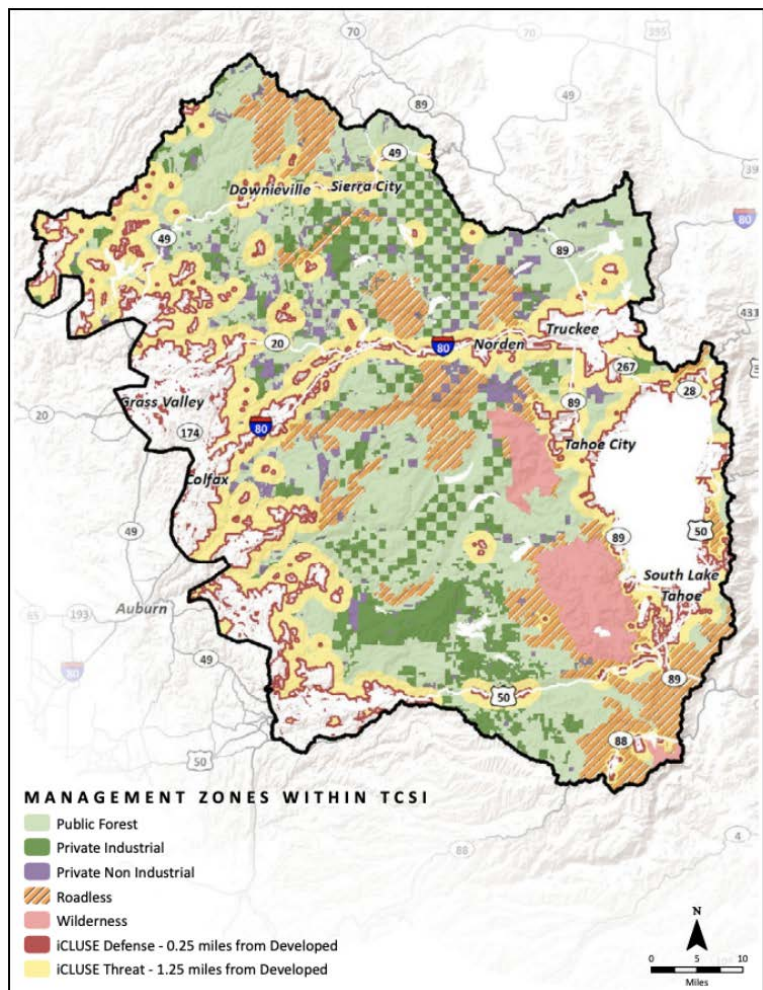 70
70
395
89
49
49
39
Downieville
Sierra City
80
49
89
431
Truckee
20
80
Norden
267
28
Grass Valley
89
20
174
80
Tahoe City
Colfax
49
89
50
South Lake
Tahoe
Auburn
193
80
49
89
50
88
50
MANAGEMENT ZONES WITHIN TCSI
Public Forest
4
Private Industrial
88
Private Non Industrial
Roadless
Wilderness
N
iCLUSE Defense - 0.25 miles from Developed
0 5 10
iCLUSE Threat - 1.25 miles from Developed
Miles